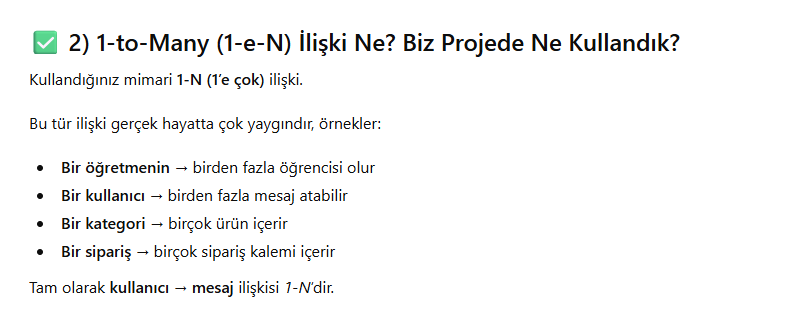 ✅ 2) 1-to-Many (1-e-N) İlişki Ne? Biz Projede Ne Kullandık?
Kullandığınız mimari 1-N (1'e çok) ilişki.
Bu tür ilişki gerçek hayatta çok yaygındır, örnekler:
• Bir öğretmenin → birden fazla öğrencisi olur
• Bir kullanıcı → birden fazla mesaj atabilir
• Bir kategori → birçok ürün içerir
• Bir sipariş → birçok sipariş kalemi içerir
Tam olarak kullanıcı → mesaj ilişkisi 1-N'dir.